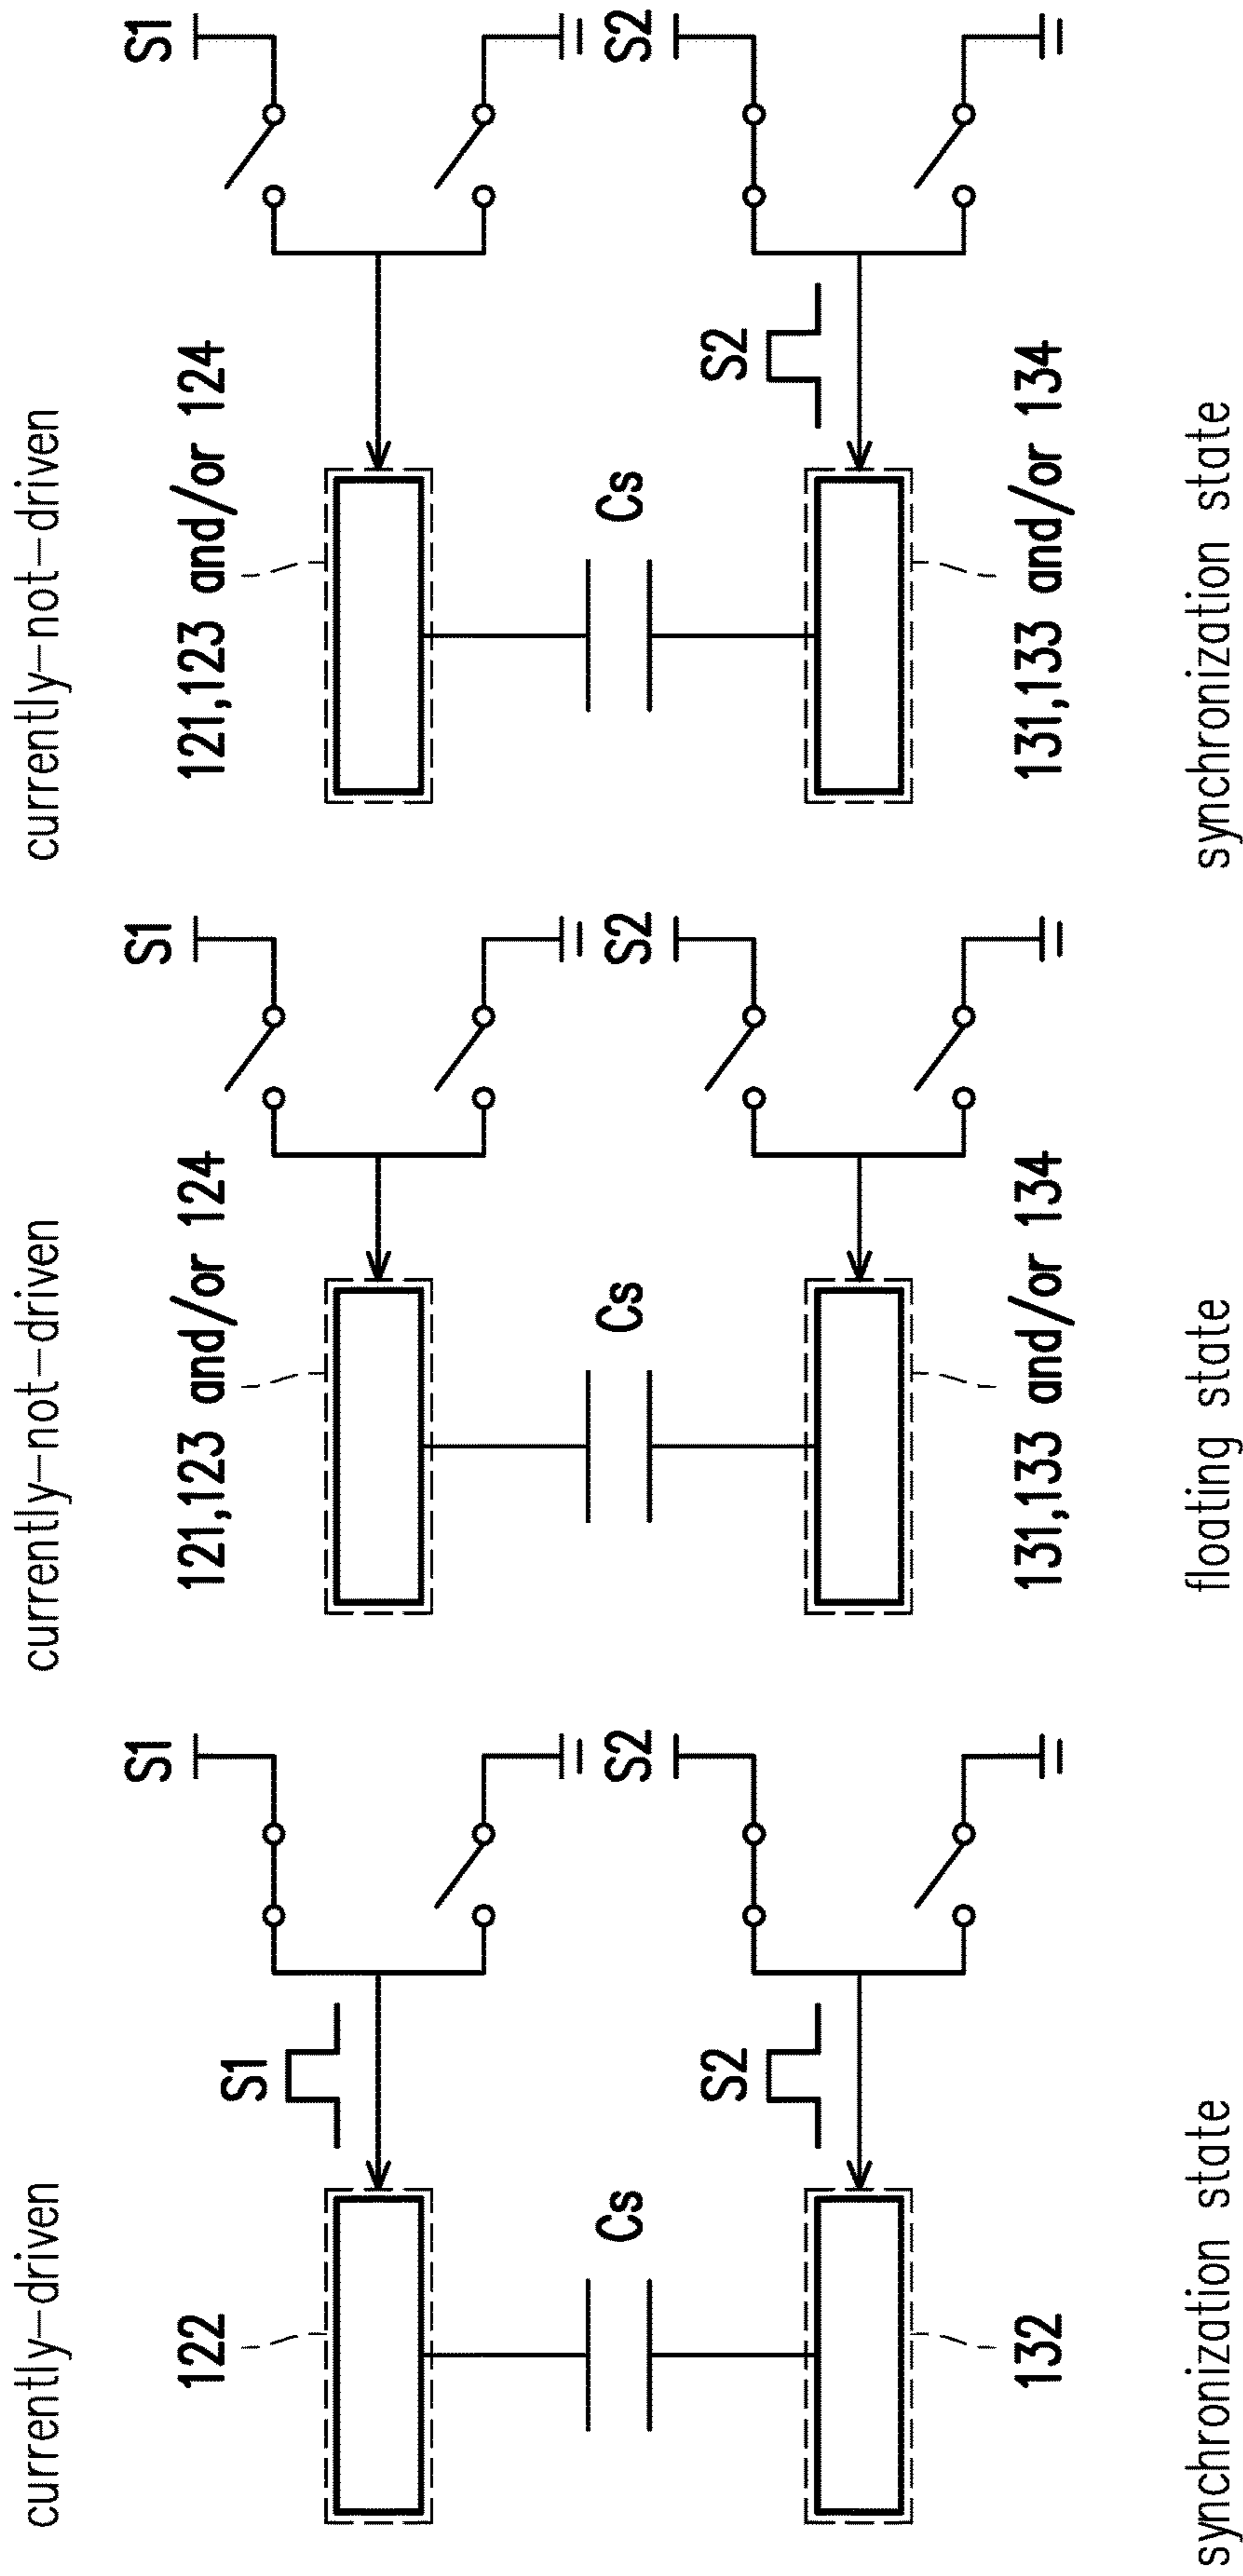 currently-driven
S1
122
S1
Cs
S2
S2
132
synchronization state
currently-not-driven
S1
121,123 and/or 124
Cs
S2
131,133 and/or 134
floating state
currently-not-driven
S1
121,123 and/or 124
Cs
S2
S2
131,133 and/or 134
synchronization state